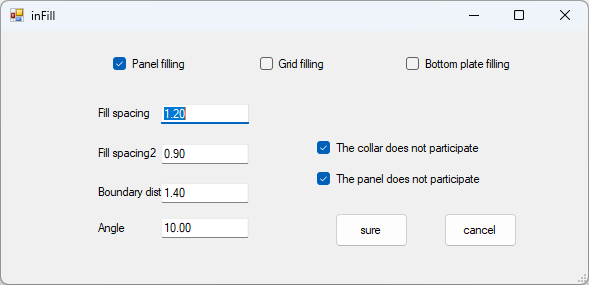 inFill
Panel filling
Grid filling
Bottom plate filling
Fill spacing 1.20
Fill spacing2 0.90
The collar does not participate
The panel does not participate
Boundary dist 1.40
Angle 10.00
sure
cancel